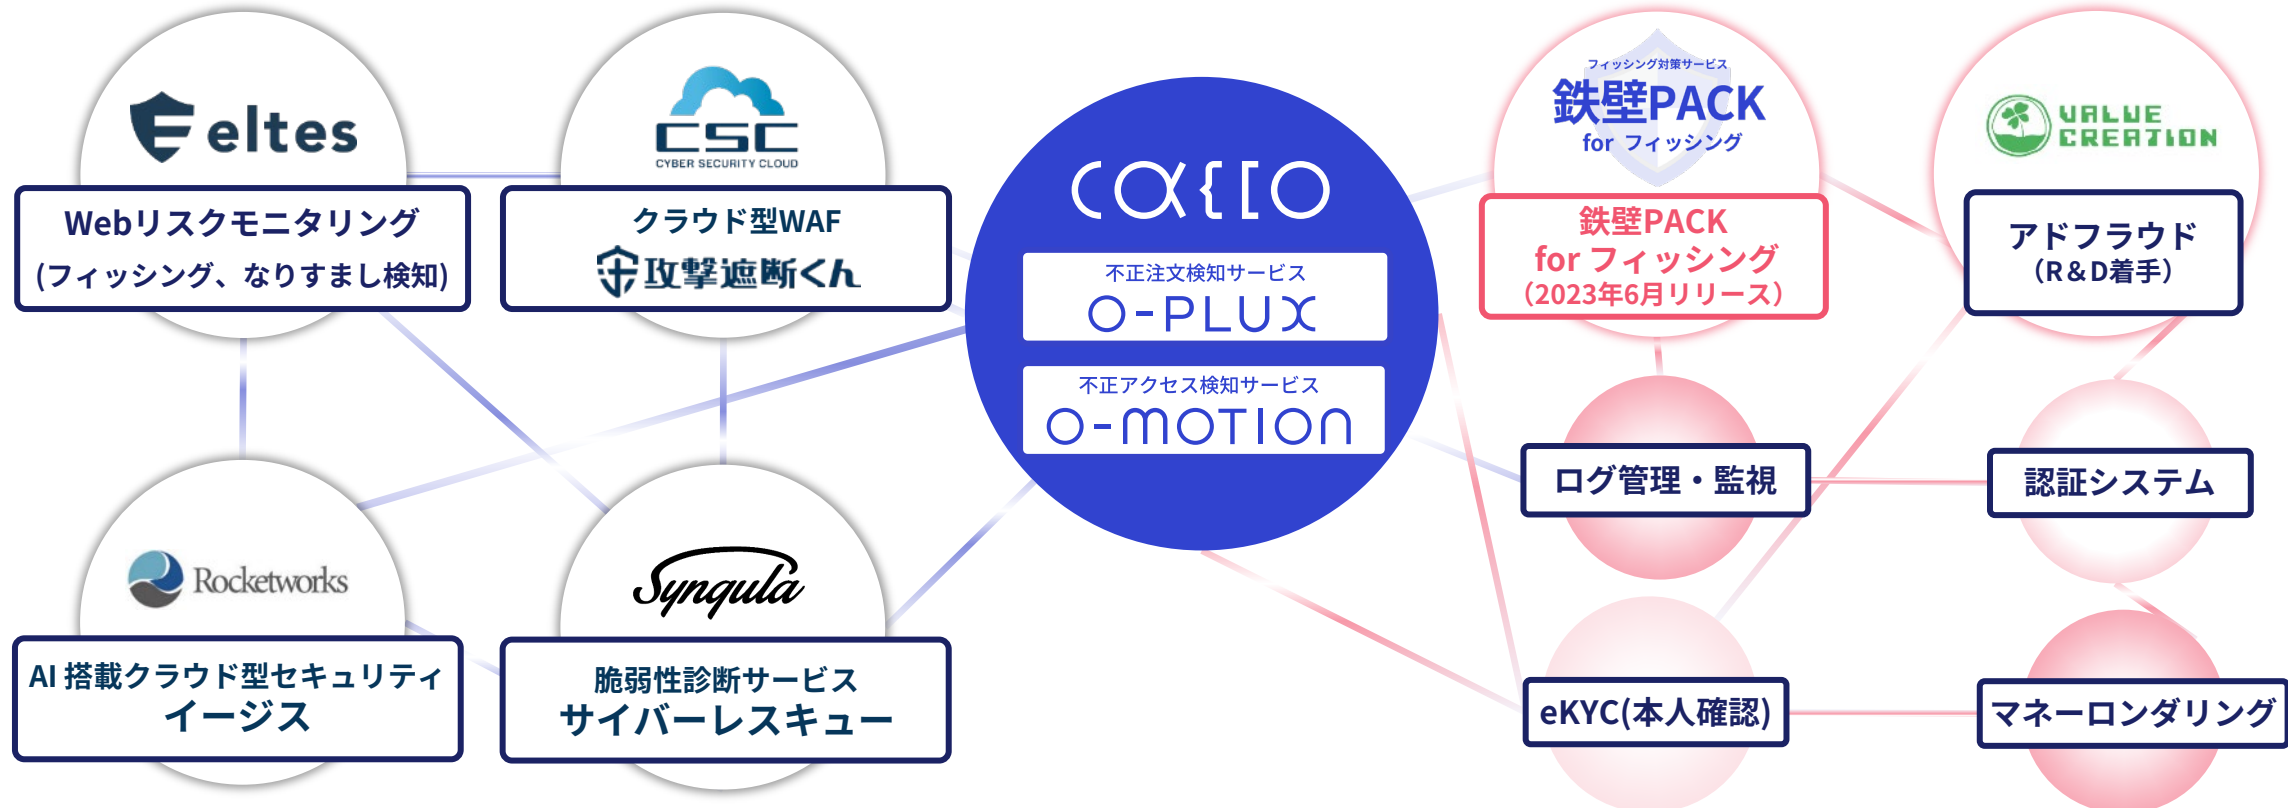 eltes
Webリスクモニタリング
(フィッシング、なりすまし検知)
CSC
CYBER SECURITY CLOUD
クラウド型WAF
攻撃遮断くん
Rocketworks
AI 搭載クラウド型セキュリティ
イージス
Syngula
脆弱性診断サービス
サイバーレスキュー
cacco
不正注文検知サービス
O-PLUX
不正アクセス検知サービス
O-MOTION
フィッシング対策サービス
鉄壁PACK
for フィッシング
鉄壁PACK
for フィッシング
（2023年6月リリース）
VALUE
CREATION
アドフラウド
（R＆D着手）
ログ管理・監視
認証システム
eKYC(本人確認)
マネーロンダリング